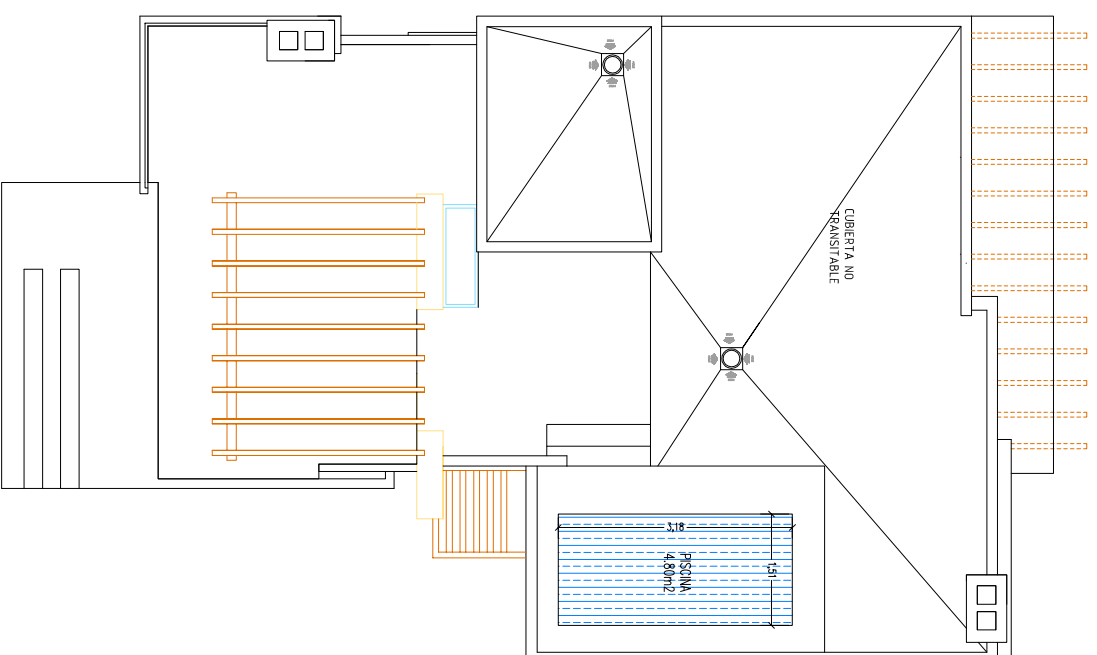 CUBIERTA NO
TRANSITABLE
3,18
1,51
PISCINA
4.80m2